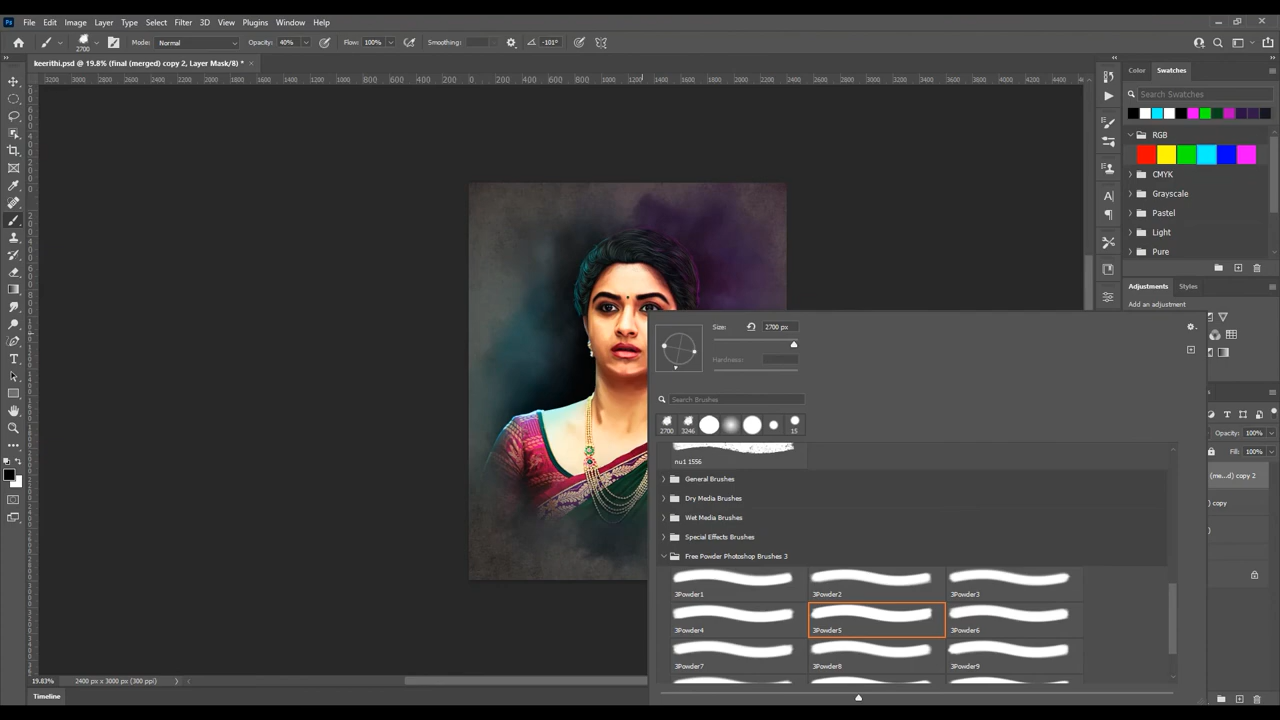 Ps File Edit Image Layer Type Select Filter 3D View Plugins Window Help
2700 Mode: Normal Opacity: 40% Flow: 100% Smoothing: -101°
keerithi.psd @ 19.8% (final (merged) copy 2, Layer Mask/8) *
Color Swatches
Search Swatches
RGB
CMYK
Grayscale
Pastel
Light
Pure
Adjustments Styles
Add an adjustment
Size: 2700 px
Hardness:
Search Brushes
2700 3246 15
nu1 1556
General Brushes
Dry Media Brushes
Wet Media Brushes
Special Effects Brushes
Free Powder Photoshop Brushes 3
3Powder1 3Powder2 3Powder3
3Powder4 3Powder5 3Powder6
3Powder7 3Powder8 3Powder9
Opacity: 100%
Fill: 100%
(me...d) copy 2
) copy
19.83% 2400 px x 3000 px (300 ppi)
Timeline